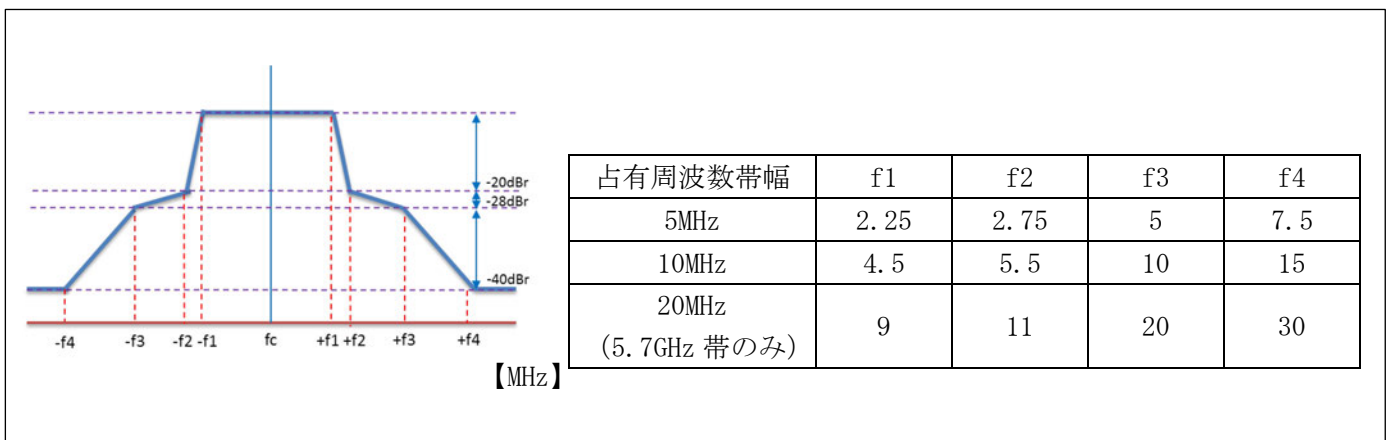 -20dBr
-28dBr
-40dBr
-f4 -f3 -f2 -f1 fc +f1 +f2 +f3 +f4
【MHz】
占有周波数帯幅 f1 f2 f3 f4
5MHz 2.25 2.75 5 7.5
10MHz 4.5 5.5 10 15
20MHz
(5.7GHz 帯のみ) 9 11 20 30